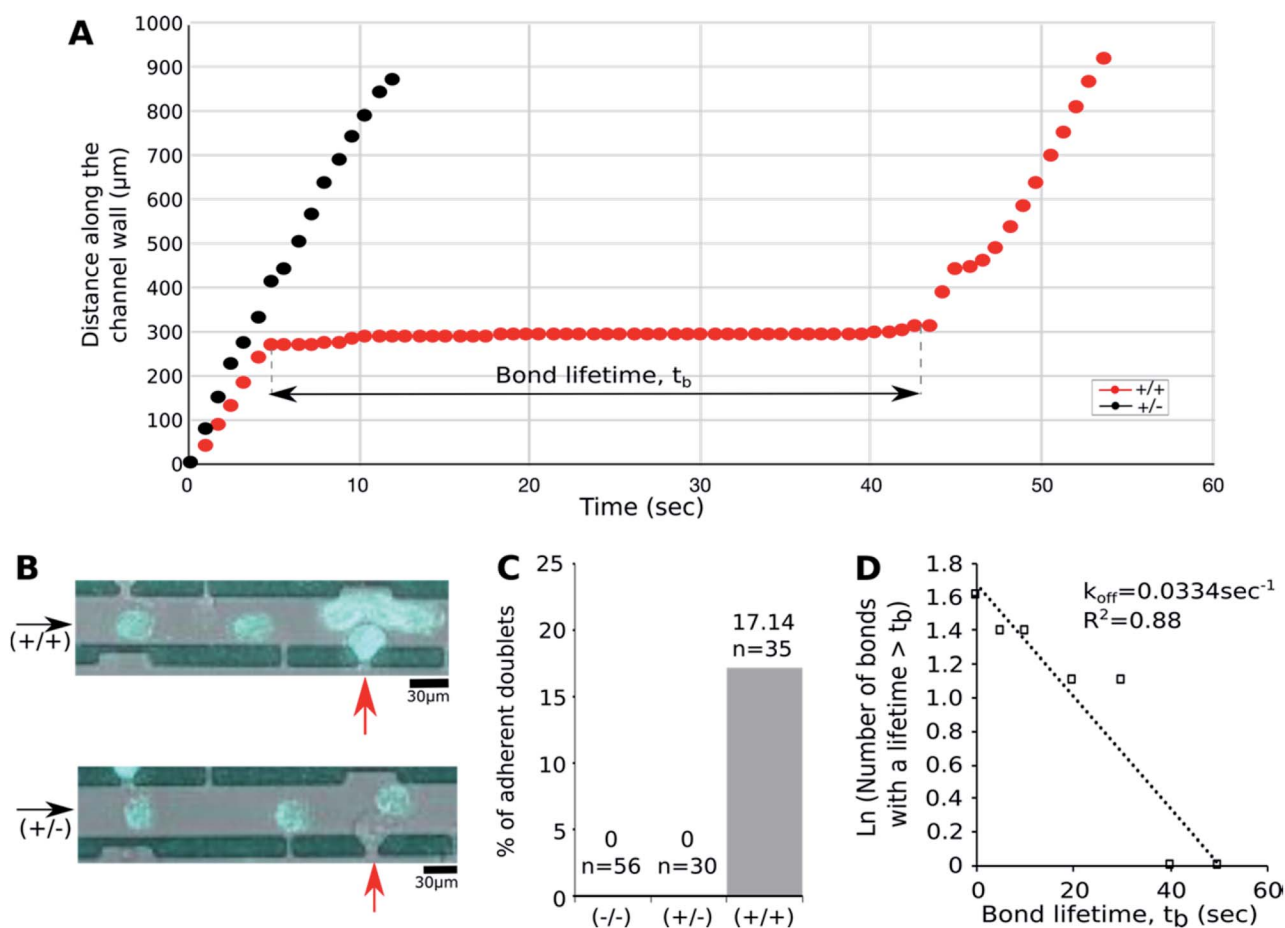 A
Distance along the
channel wall (µm)
1000
900
800
700
600
500
400
300
200
100
0
0 10 20 30 40 50 60
Time (sec)
Bond lifetime, tb
+/+
+/-
B
(+/+)
30µm
(+/-)
30µm
C
% of adherent doublets
25
20
15
10
5
0
0
n=56
0
n=30
17.14
n=35
(-/-) (+/-) (+/+)
D
Ln (Number of bonds
with a lifetime > tb)
1.8
1.6
1.4
1.2
1.0
0.8
0.6
0.4
0.2
0
koff=0.0334sec-1
R2=0.88
0 20 40 60
Bond lifetime, tb (sec)